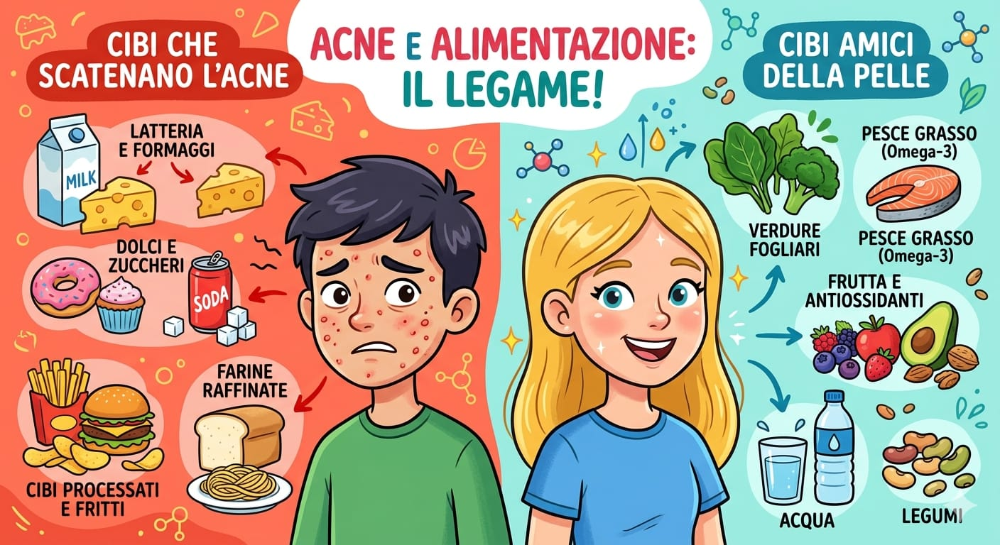 ACNE E ALIMENTAZIONE:
IL LEGAME!
CIBI CHE
SCATENANO L'ACNE
LATTERIA
E FORMAGGI
MILK
DOLCI E
ZUCCHERI
SODA
FARINE
RAFFINATE
CIBI PROCESSATI
E FRITTI
CIBI AMICI
DELLA PELLE
VERDURE
FOGLIARI
PESCE GRASSO
(Omega-3)
PESCE GRASSO
(Omega-3)
FRUTTA E
ANTIOSSIDANTI
ACQUA
LEGUMI